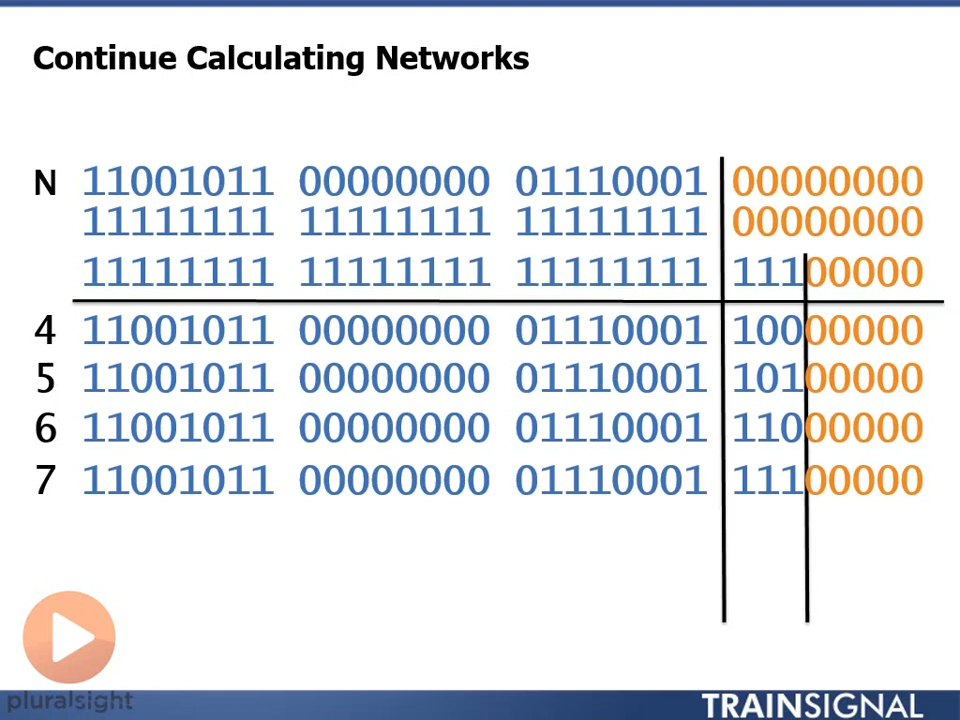 Continue Calculating Networks
N 11001011 00000000 01110001 00000000
11111111 11111111 11111111 00000000
11111111 11111111 11111111 11100000
4 11001011 00000000 01110001 10000000
5 11001011 00000000 01110001 10100000
6 11001011 00000000 01110001 11000000
7 11001011 00000000 01110001 11100000
pluralsight
TRAINSIGNAL